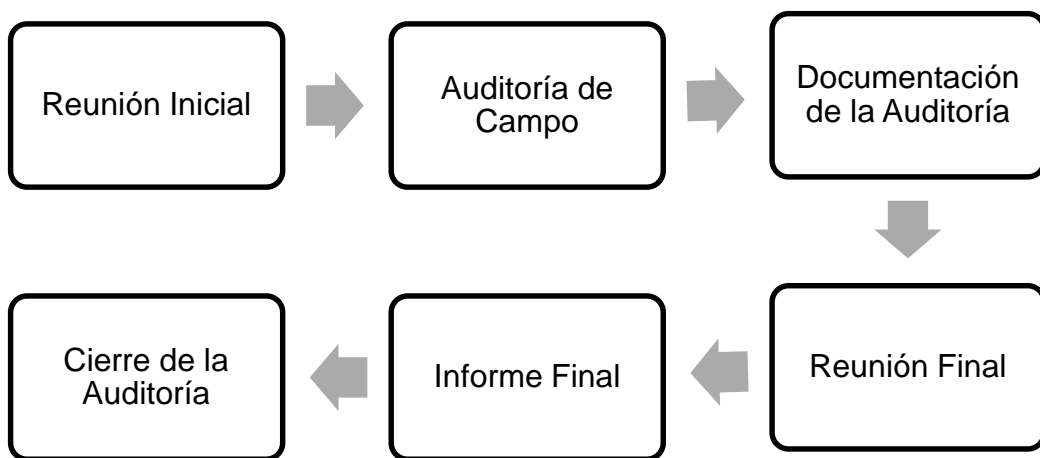 Reunión Inicial
Auditoría de
Campo
Documentación
de la Auditoría
Reunión Final
Informe Final
Cierre de la
Auditoría